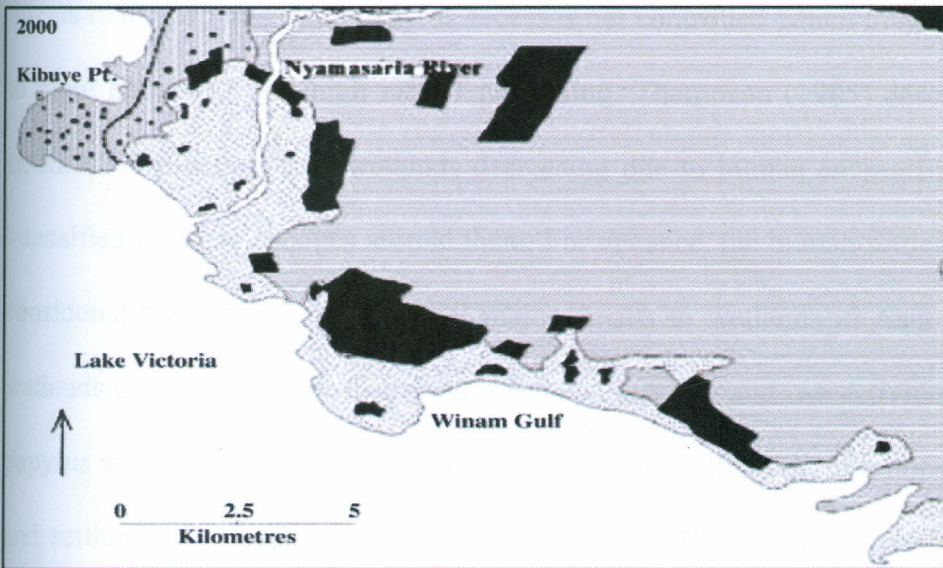 2000
Kibuye Pt.
Nyamasaria River
Lake Victoria
Winam Gulf
0 2.5 5
Kilometres